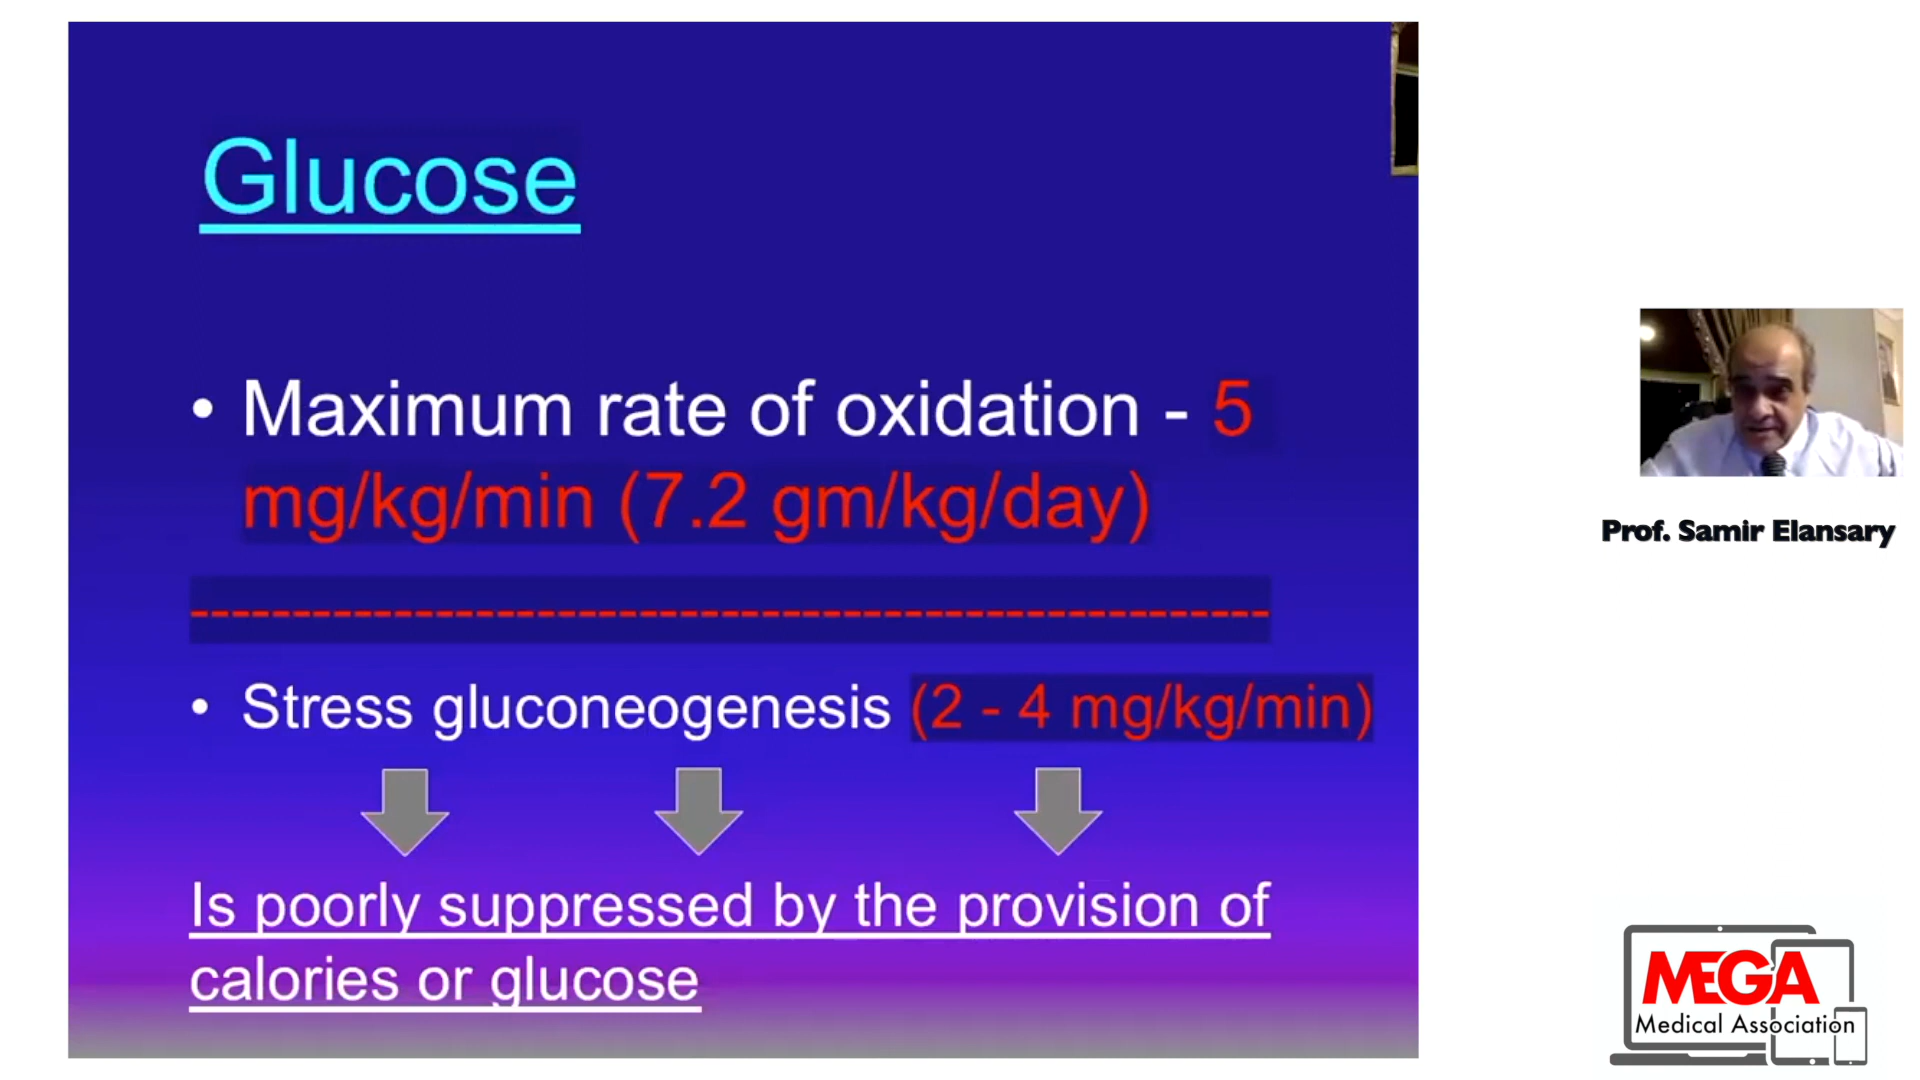 Glucose
• Maximum rate of oxidation - 5
mg/kg/min (7.2 gm/kg/day)
-----------------------------------------------------
• Stress gluconeogenesis (2 - 4 mg/kg/min)
Is poorly suppressed by the provision of
calories or glucose
Prof. Samir Elansary
MEGA
Medical Association